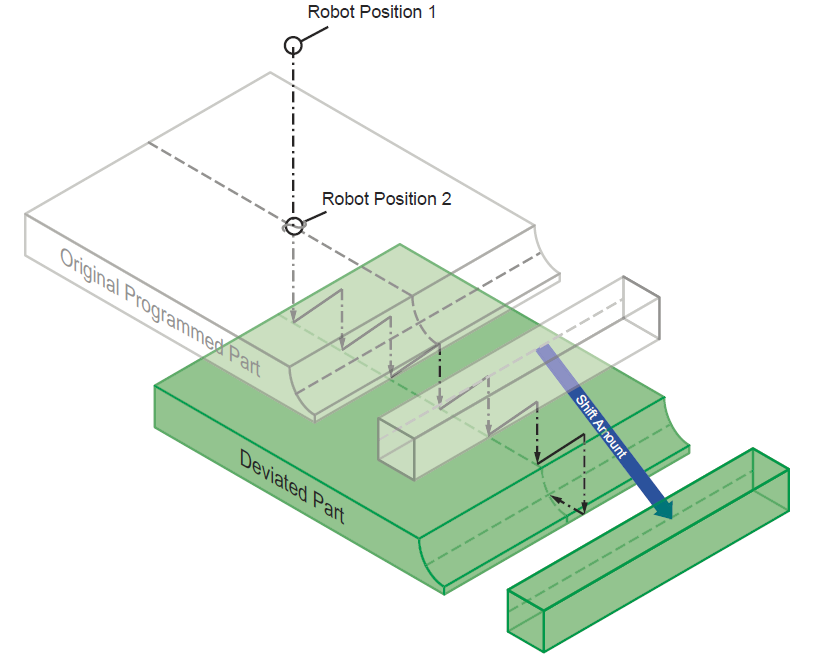 Robot Position 1
Robot Position 2
Original Programmed Part
Shift Amount
Deviated Part